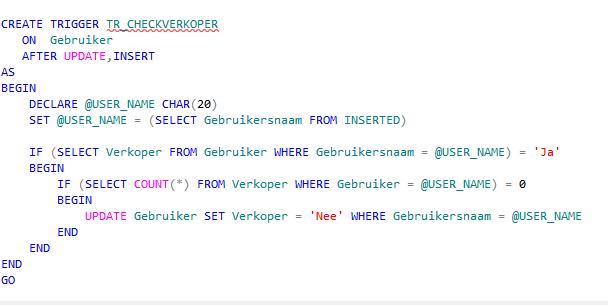 CREATE TRIGGER TR_CHECKVERKOPER
ON Gebruiker
AFTER UPDATE,INSERT
AS
BEGIN
DECLARE @USER_NAME CHAR(20)
SET @USER_NAME = (SELECT Gebruikersnaam FROM INSERTED)
IF (SELECT Verkoper FROM Gebruiker WHERE Gebruikersnaam = @USER_NAME) = 'Ja'
BEGIN
IF (SELECT COUNT(*) FROM Verkoper WHERE Gebruiker = @USER_NAME) = 0
BEGIN
UPDATE Gebruiker SET Verkoper = 'Nee' WHERE Gebruikersnaam = @USER_NAME
END
END
END
GO